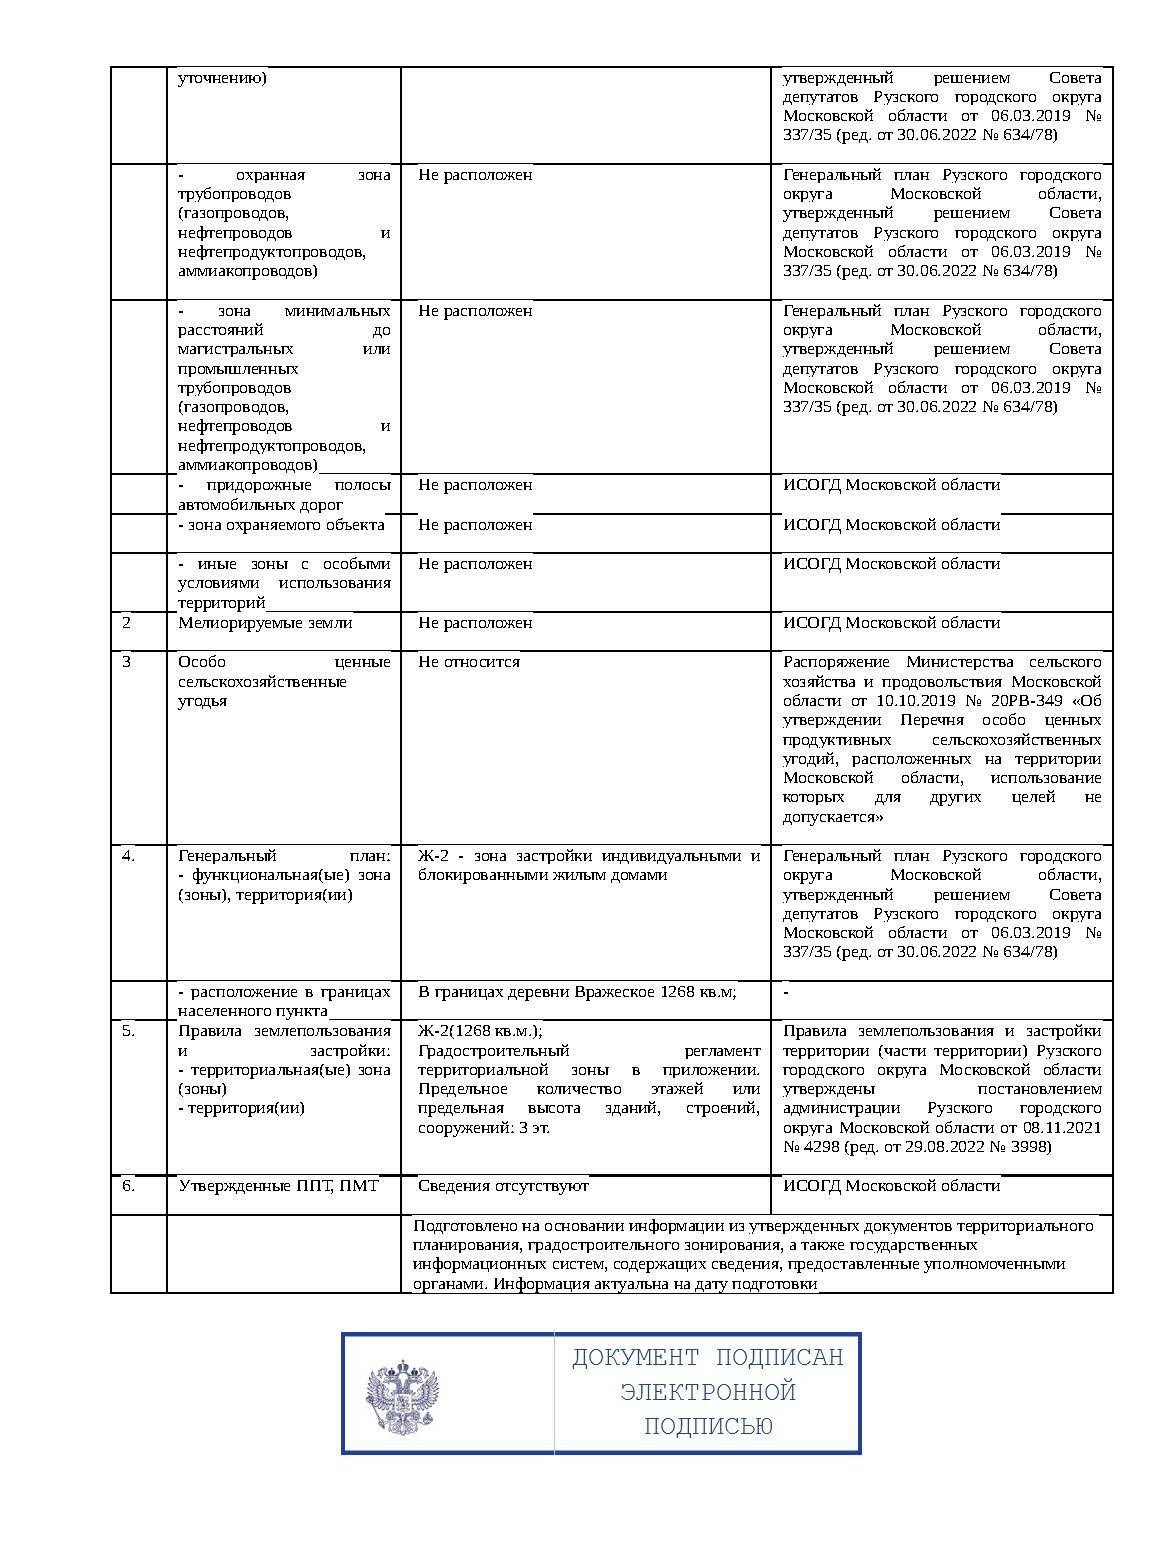 уточнению)
утвержденный решением Совета
депутатов Рузского городского округа
Московской области от 06.03.2019 №
337/35 (ред. от 30.06.2022 № 634/78)
- охранная зона
трубопроводов
(газопроводов,
нефтепроводов и
нефтепродуктопроводов,
аммиакопроводов)
Не расположен
Генеральный план Рузского городского
округа Московской области,
утвержденный решением Совета
депутатов Рузского городского округа
Московской области от 06.03.2019 №
337/35 (ред. от 30.06.2022 № 634/78)
- зона минимальных
расстояний до
магистральных или
промышленных
трубопроводов
(газопроводов,
нефтепроводов и
нефтепродуктопроводов,
аммиакопроводов)
Не расположен
Генеральный план Рузского городского
округа Московской области,
утвержденный решением Совета
депутатов Рузского городского округа
Московской области от 06.03.2019 №
337/35 (ред. от 30.06.2022 № 634/78)
- придорожные полосы
автомобильных дорог
Не расположен
ИСОГД Московской области
- зона охраняемого объекта
Не расположен
ИСОГД Московской области
- иные зоны с особыми
условиями использования
территорий
Не расположен
ИСОГД Московской области
2
Мелиорируемые земли
Не расположен
ИСОГД Московской области
3
Особо ценные
сельскохозяйственные
угодья
Не относится
Распоряжение Министерства сельского
хозяйства и продовольствия Московской
области от 10.10.2019 № 20РВ-349 «Об
утверждении Перечня особо ценных
продуктивных сельскохозяйственных
угодий, расположенных на территории
Московской области, использование
которых для других целей не
допускается»
4.
Генеральный план:
- функциональная(ые) зона
(зоны), территория(ии)
Ж-2 - зона застройки индивидуальными и
блокированными жилым домами
Генеральный план Рузского городского
округа Московской области,
утвержденный решением Совета
депутатов Рузского городского округа
Московской области от 06.03.2019 №
337/35 (ред. от 30.06.2022 № 634/78)
- расположение в границах
населенного пункта
В границах деревни Вражеское 1268 кв.м;
-
5.
Правила землепользования
и застройки:
- территориальная(ые) зона
(зоны)
- территория(ии)
Ж-2(1268 кв.м.);
Градостроительный регламент
территориальной зоны в приложении.
Предельное количество этажей или
предельная высота зданий, строений,
сооружений: 3 эт.
Правила землепользования и застройки
территории (части территории) Рузского
городского округа Московской области
утверждены постановлением
администрации Рузского городского
округа Московской области от 08.11.2021
№ 4298 (ред. от 29.08.2022 № 3998)
6.
Утвержденные ППТ, ПМТ
Сведения отсутствуют
ИСОГД Московской области
Подготовлено на основании информации из утвержденных документов территориального
планирования, градостроительного зонирования, а также государственных
информационных систем, содержащих сведения, предоставленные уполномоченными
органами. Информация актуальна на дату подготовки
ДОКУМЕНТ ПОДПИСАН
ЭЛЕКТРОННОЙ
ПОДПИСЬЮ